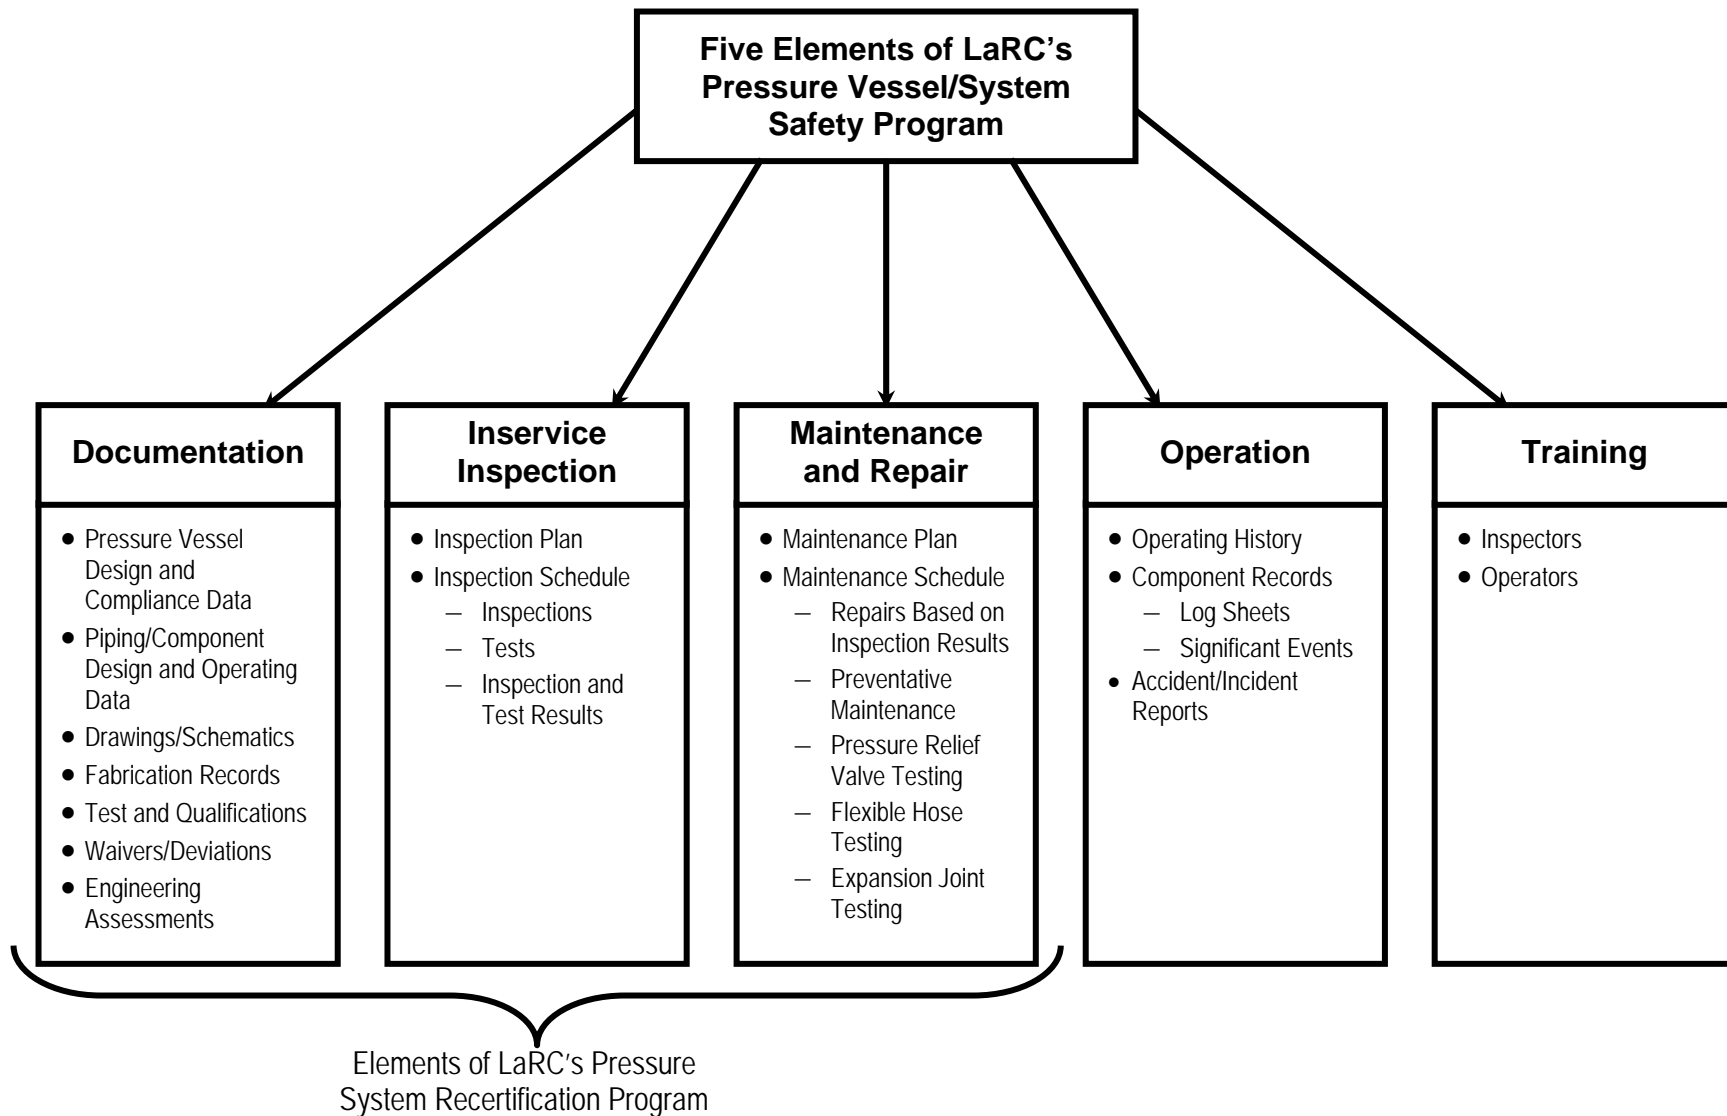 Five Elements of LaRC's
Pressure Vessel/System
Safety Program
Documentation
● Pressure Vessel
Design and
Compliance Data
● Piping/Component
Design and Operating
Data
● Drawings/Schematics
● Fabrication Records
● Test and Qualifications
● Waivers/Deviations
● Engineering
Assessments
Inservice
Inspection
● Inspection Plan
● Inspection Schedule
— Inspections
— Tests
— Inspection and
Test Results
Maintenance
and Repair
● Maintenance Plan
● Maintenance Schedule
— Repairs Based on
Inspection Results
— Preventative
Maintenance
— Pressure Relief
Valve Testing
— Flexible Hose
Testing
— Expansion Joint
Testing
Operation
● Operating History
● Component Records
— Log Sheets
— Significant Events
● Accident/Incident
Reports
Training
● Inspectors
● Operators
Elements of LaRC's Pressure
System Recertification Program